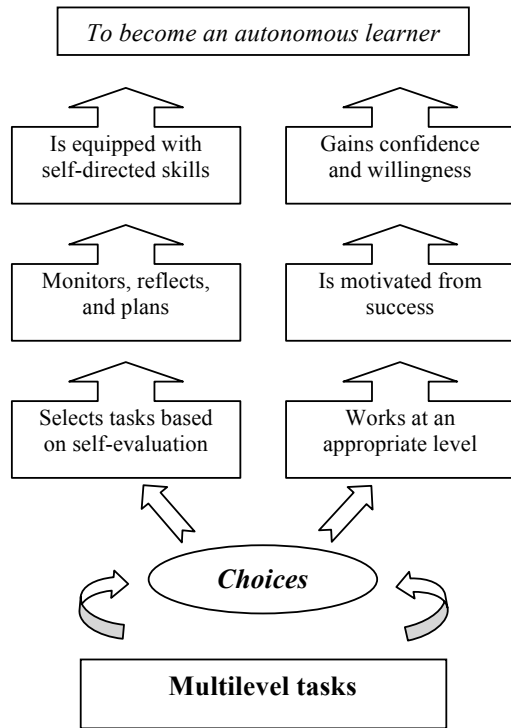 To become an autonomous learner
Is equipped with
self-directed skills
Gains confidence
and willingness
Monitors, reflects,
and plans
Is motivated from
success
Selects tasks based
on self-evaluation
Works at an
appropriate level
Choices
Multilevel tasks